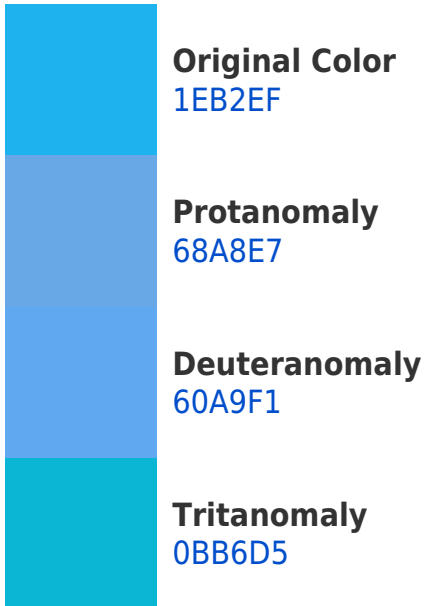 Original Color
1EB2EF
Protanomaly
68A8E7
Deuteranomaly
60A9F1
Tritanomaly
0BB6D5